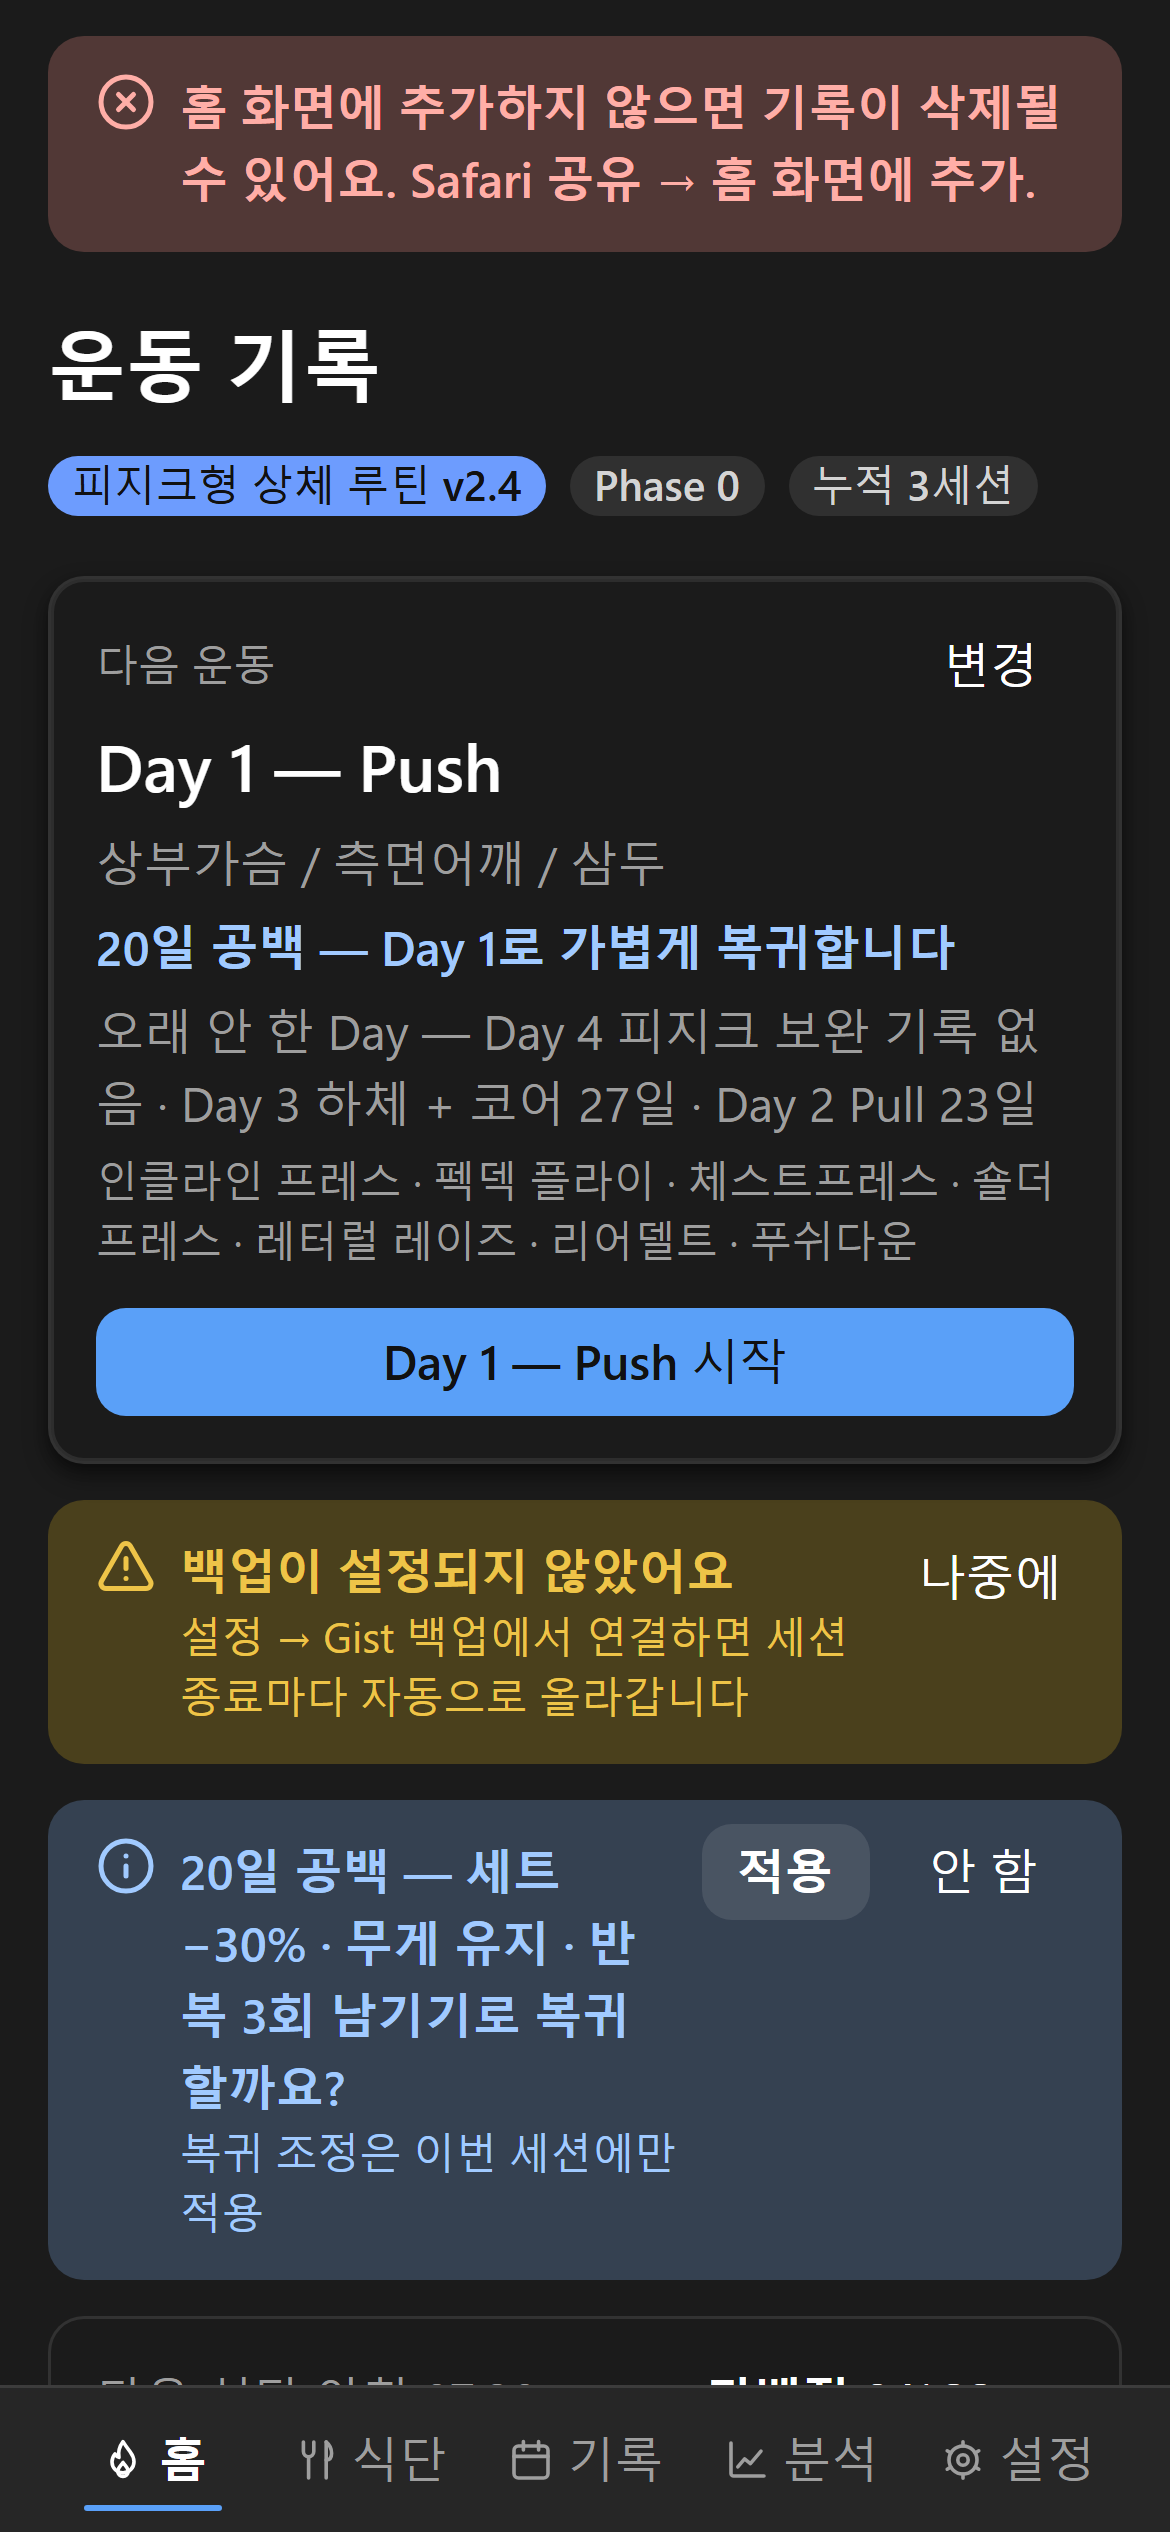 홈 화면에 추가하지 않으면 기록이 삭제될
수 있어요. Safari 공유 → 홈 화면에 추가.
운동 기록
피지크형 상체 루틴 v2.4
Phase 0
누적 3세션
다음 운동
변경
Day 1 — Push
상부가슴 / 측면어깨 / 삼두
20일 공백 — Day 1로 가볍게 복귀합니다
오래 안 한 Day — Day 4 피지크 보완 기록 없
음 · Day 3 하체 + 코어 27일 · Day 2 Pull 23일
인클라인 프레스 · 펙덱 플라이 · 체스트프레스 · 숄더
프레스 · 레터럴 레이즈 · 리어델트 · 푸쉬다운
Day 1 — Push 시작
백업이 설정되지 않았어요
나중에
설정 → Gist 백업에서 연결하면 세션
종료마다 자동으로 올라갑니다
20일 공백 — 세트
적용
안 함
−30% · 무게 유지 · 반
복 3회 남기기로 복귀
할까요?
복귀 조정은 이번 세션에만
적용
홈
식단
기록
분석
설정